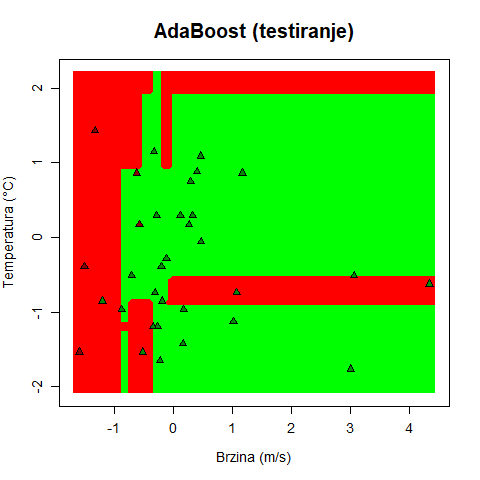 AdaBoost (testiranje)
Temperatura (°C)
2
1
0
-1
-2
-1 0 1 2 3 4
Brzina (m/s)